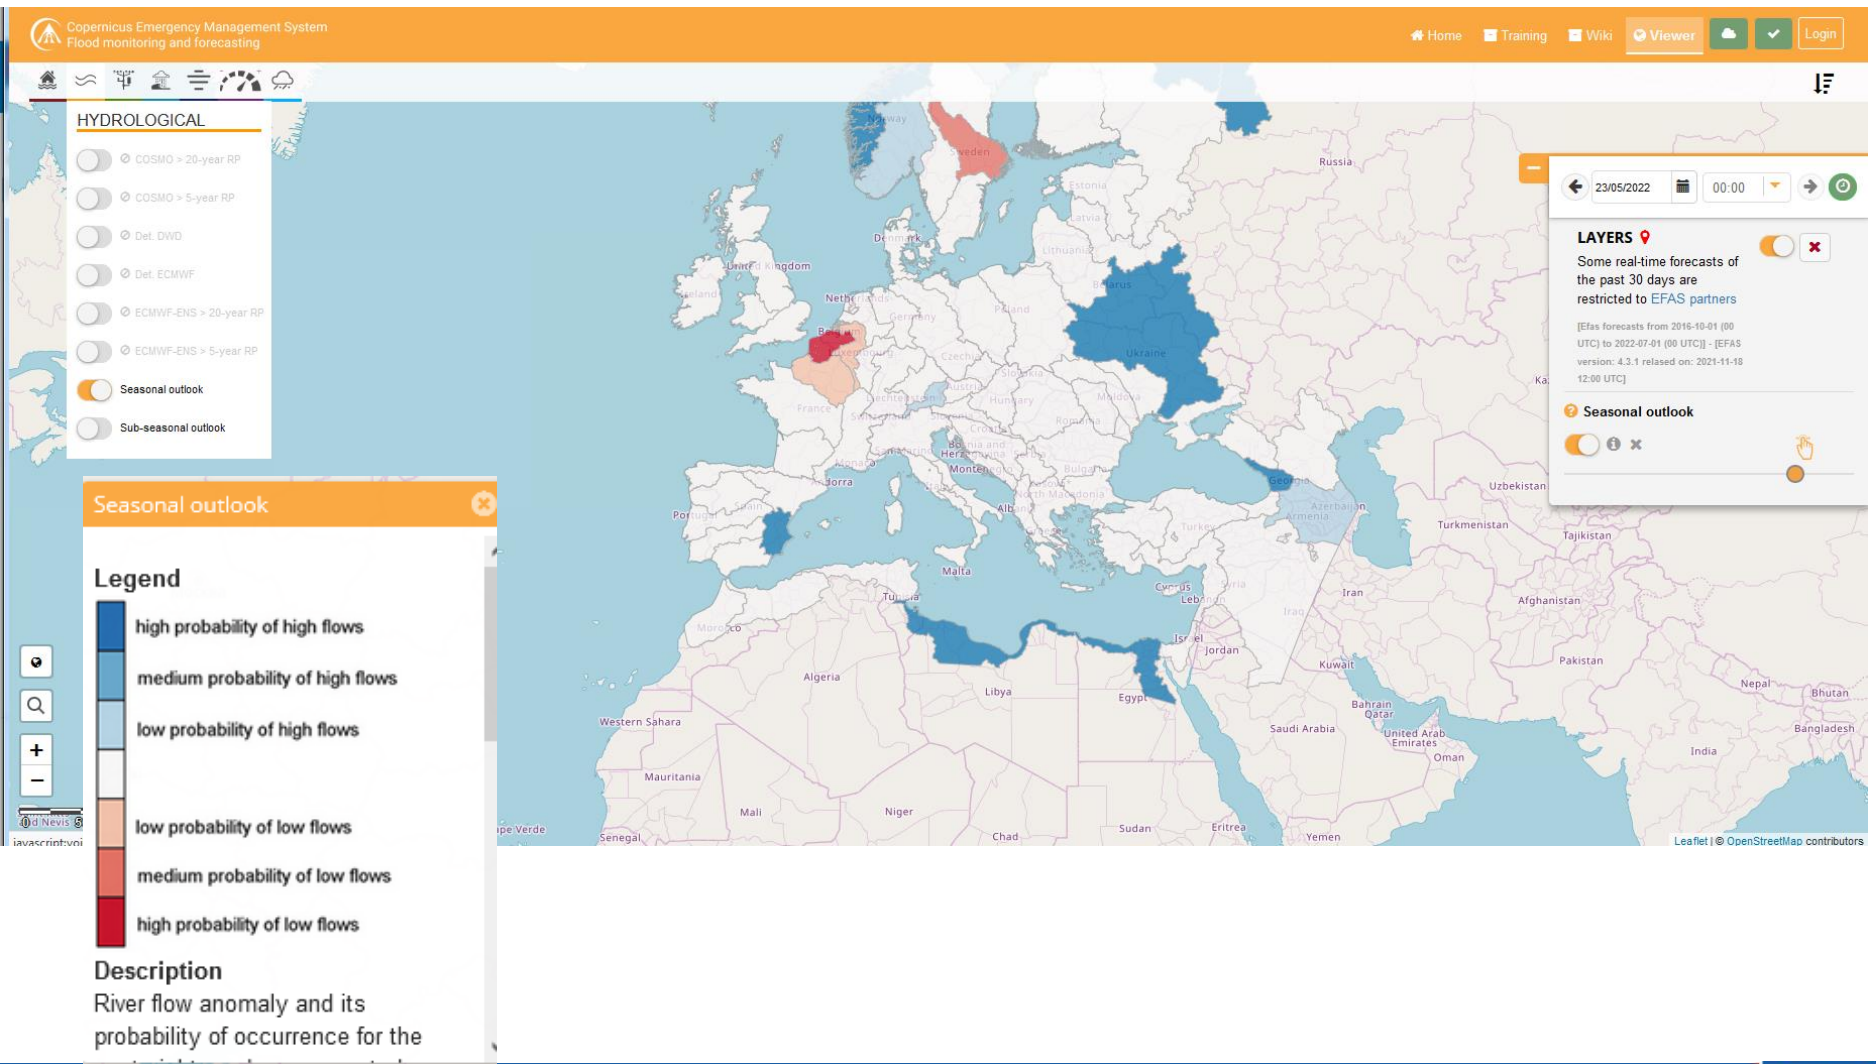 Copernicus Emergency Management System
Flood monitoring and forecasting
Home
Training
Wiki
Viewer
Login
HYDROLOGICAL
COSMO > 20-year RP
COSMO > 5-year RP
Det. DWD
Det. ECMWF
ECMWF-ENS > 20-year RP
ECMWF-ENS > 5-year RP
Seasonal outlook
Sub-seasonal outlook
23/05/2022
00:00
LAYERS
Some real-time forecasts of
the past 30 days are
restricted to EFAS partners
[Efas forecasts from 2016-10-01 (00
UTC) to 2022-07-01 (00 UTC)] - [EFAS
version: 4.3.1 relased on: 2021-11-18
12:00 UTC]
Seasonal outlook
Seasonal outlook
Legend
high probability of high flows
medium probability of high flows
low probability of high flows
low probability of low flows
medium probability of low flows
high probability of low flows
Description
River flow anomaly and its
probability of occurrence for the
Norway
Sweden
Russia
Estonia
Latvia
Denmark
Lithuania
United Kingdom
Ireland
Netherlands
Belarus
Poland
Germany
Belgium
Luxembourg
Czechia
Ukraine
Slovakia
Austria
Liechtenstein
Hungary
Moldova
France
Switzerland
Slovenia
Romania
Croatia
San Marino
Bosnia and
Herzegovina
Serbia
Monaco
Montenegro
Bulgaria
Andorra
Georgia
North Macedonia
Uzbekistan
Azerbaijan
Armenia
Spain
Portugal
Turkey
Turkmenistan
Tajikistan
Malta
Cyprus
Syria
Tunisia
Lebanon
Iran
Afghanistan
Iraq
Morocco
Israel
Jordan
Kuwait
Pakistan
Algeria
Libya
Egypt
Nepal
Bhutan
Bahrain
Qatar
Western Sahara
Saudi Arabia
United Arab
Emirates
Bangladesh
Oman
India
Mauritania
Mali
Niger
Chad
Sudan
Eritrea
Yemen
Senegal
ape Verde
d Nevis
javascript:voi
Leaflet | © OpenStreetMap contributors